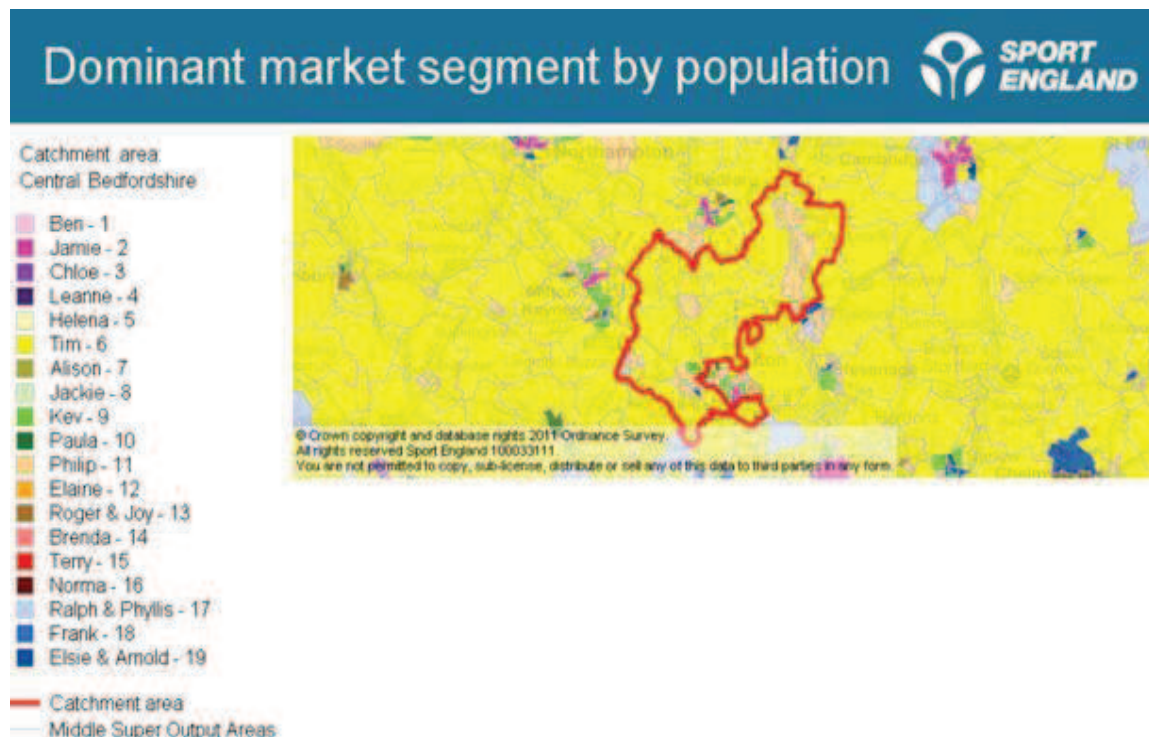 Dominant market segment by population
SPORT
ENGLAND
Catchment area
Central Bedfordshire
Ben - 1
Jamie - 2
Chloe - 3
Leanne - 4
Helena - 5
Tim - 6
Alison - 7
Jackie - 8
Kev - 9
Paula - 10
Philip - 11
Elaine - 12
Roger & Joy - 13
Brenda - 14
Terry - 15
Norma - 16
Ralph & Phyllis - 17
Frank - 18
Elsie & Arnold - 19
Catchment area
Middle Super Output Areas
Northampton
Cambridge
Milton
Keynes
Stevenage
© Crown copyright and database rights 2011 Ordnance Survey.
All rights reserved Sport England 100033111.
You are not permitted to copy, sub-license, distribute or sell any of this data to third parties in any form.